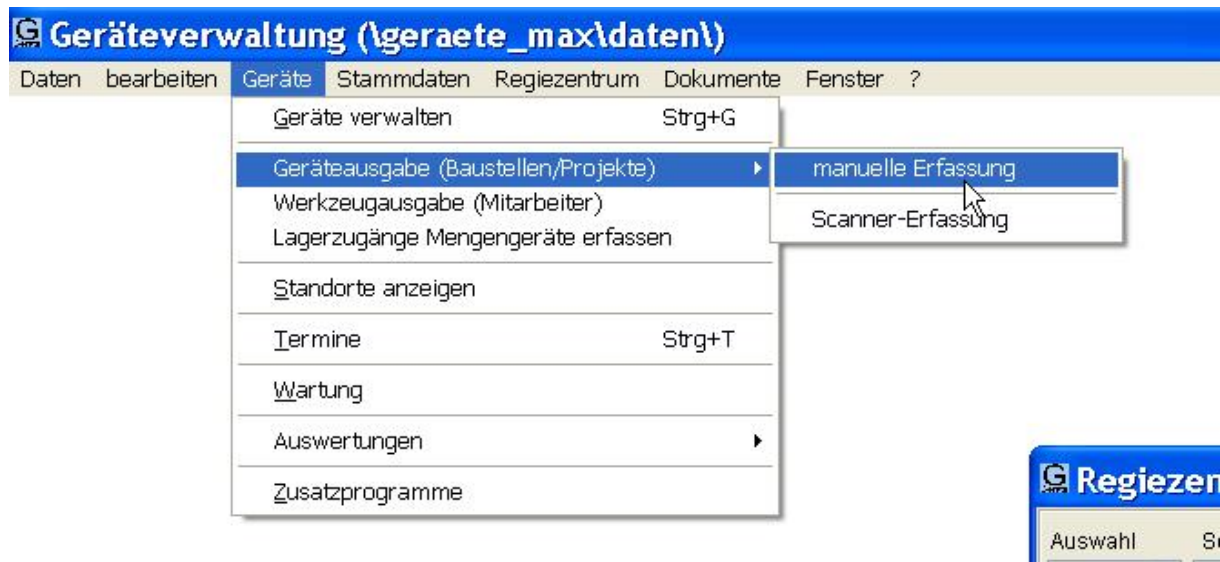 Geräteverwaltung (\geraete_max\daten\)
Daten bearbeiten Geräte Stammdaten Regiezentrum Dokumente Fenster ?
Geräte verwalten Strg+G
Geräteausgabe (Baustellen/Projekte) manuelle Erfassung
Werkzeugausgabe (Mitarbeiter)
Scanner-Erfassung
Lagerzugänge Mengengeräte erfassen
Standorte anzeigen
Termine Strg+T
Wartung
Auswertungen
Zusatzprogramme
Auswahl